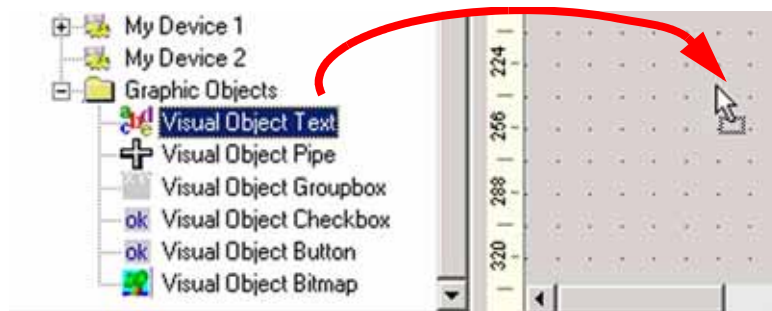 My Device 1
My Device 2
Graphic Objects
Visual Object Text
Visual Object Pipe
Visual Object Groupbox
ok Visual Object Checkbox
ok Visual Object Button
Visual Object Bitmap
224
256
288
320